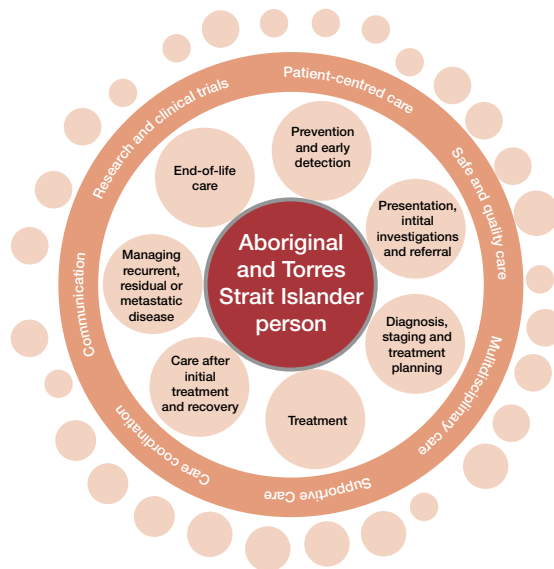 Patient-centred care
Safe and quality care
Multidisciplinary care
Supportive Care
Care coordination
Communication
Research and clinical trials
Prevention
and early
detection
Presentation,
intital
investigations
and referral
Diagnosis,
staging and
treatment
planning
Treatment
Care after
initial
treatment
and recovery
Managing
recurrent,
residual or
metastatic
disease
End-of-life
care
Aboriginal
and Torres
Strait Islander
person